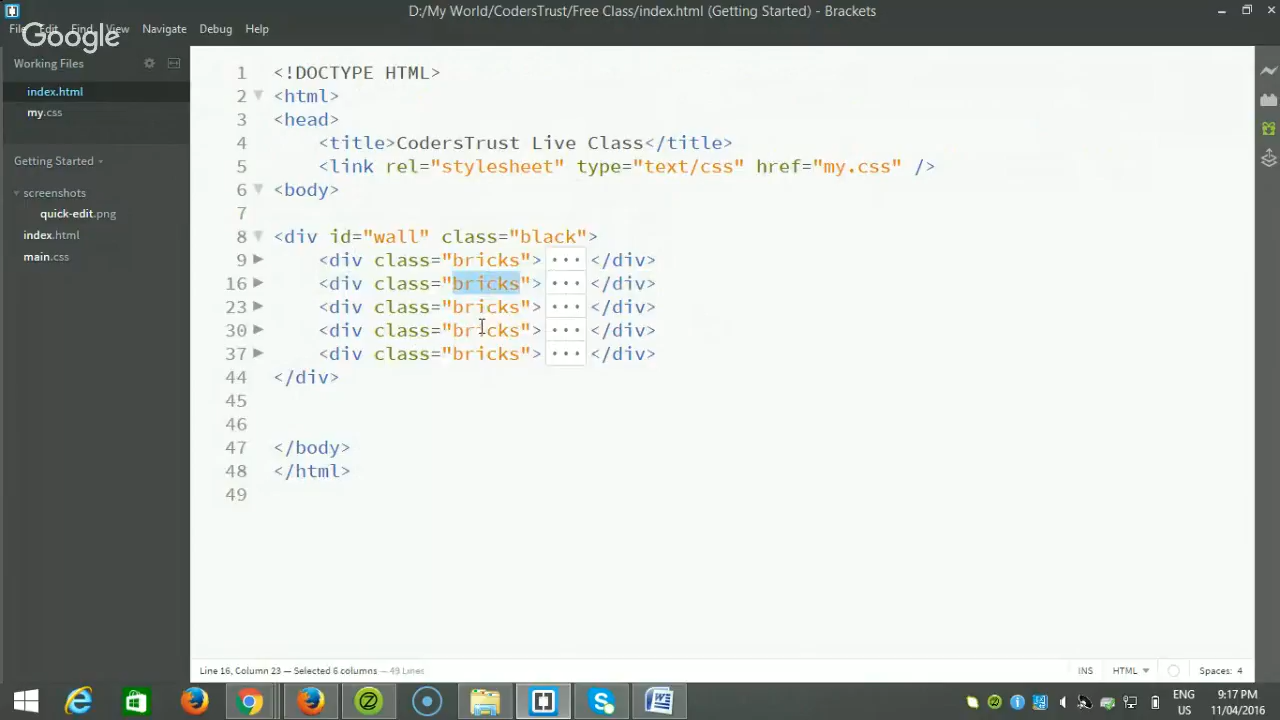 D:/My World/CodersTrust/Free Class/index.html (Getting Started) - Brackets
File Edit Find View Navigate Debug Help
Google
Working Files
index.html
my.css
Getting Started
screenshots
quick-edit.png
index.html
main.css
1 <!DOCTYPE HTML>
2 <html>
3 <head>
4 <title>CodersTrust Live Class</title>
5 <link rel="stylesheet" type="text/css" href="my.css" />
6 <body>
7
8 <div id="wall" class="black">
9 <div class="bricks"> ... </div>
16 <div class="bricks"> ... </div>
23 <div class="bricks"> ... </div>
30 <div class="bricks"> ... </div>
37 <div class="bricks"> ... </div>
44 </div>
45
46
47 </body>
48 </html>
49
Line 16, Column 23 — Selected 6 columns — 49 Lines
INS HTML Spaces: 4
ENG 9:17 PM
US 11/04/2016